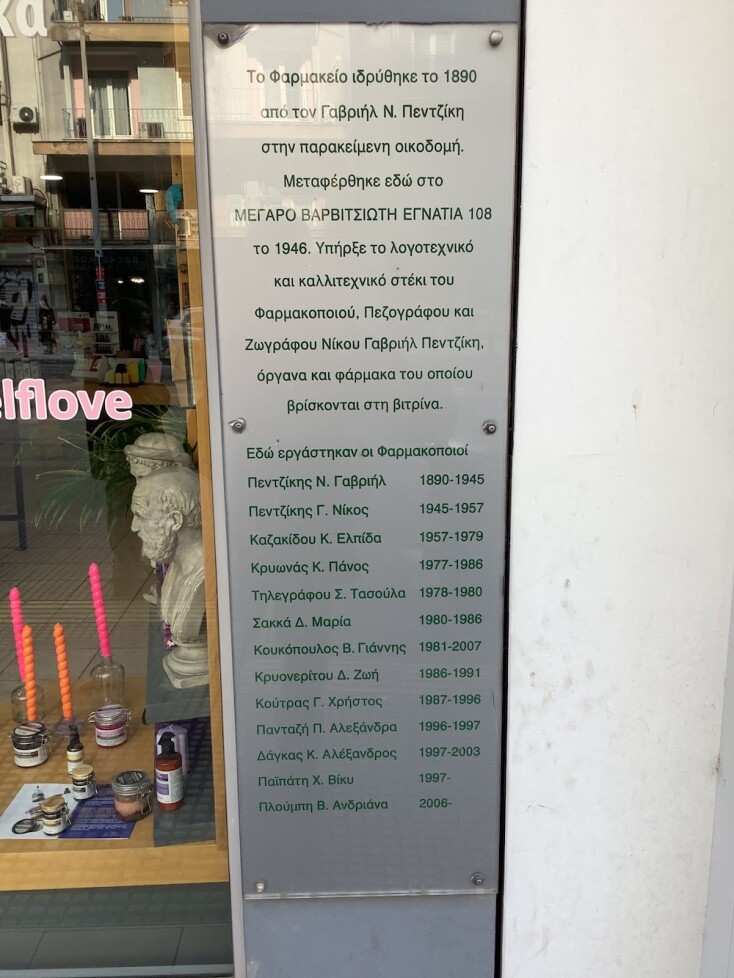 κά
elflove
Το Φαρμακείο ιδρύθηκε το 1890
από τον Γαβριήλ Ν. Πεντζίκη
στην παρακείμενη οικοδομή.
Μεταφέρθηκε εδώ στο
ΜΕΓΑΡΟ ΒΑΡΒΙΤΣΙΩΤΗ ΕΓΝΑΤΙΑ 108
το 1946. Υπήρξε το λογοτεχνικό
και καλλιτεχνικό στέκι του
Φαρμακοποιού, Πεζογράφου και
Ζωγράφου Νίκου Γαβριήλ Πεντζίκη,
όργανα και φάρμακα του οποίου
βρίσκονται στη βιτρίνα.
Εδώ εργάστηκαν οι Φαρμακοποιοί
Πεντζίκης Ν. Γαβριήλ 1890-1945
Πεντζίκης Γ. Νίκος 1945-1957
Καζακίδου Κ. Ελπίδα 1957-1979
Κρυωνάς Κ. Πάνος 1977-1986
Τηλεγράφου Σ. Τασούλα 1978-1980
Σακκά Δ. Μαρία 1980-1986
Κουκόπουλος Β. Γιάννης 1981-2007
Κρυονερίτου Δ. Ζωή 1986-1991
Κούτρας Γ. Χρήστος 1987-1996
Πανταζή Π. Αλεξάνδρα 1996-1997
Δάγκας Κ. Αλέξανδρος 1997-2003
Παϊπάτη Χ. Βίκυ 1997-
Πλούμπη Β. Ανδριάνα 2006-